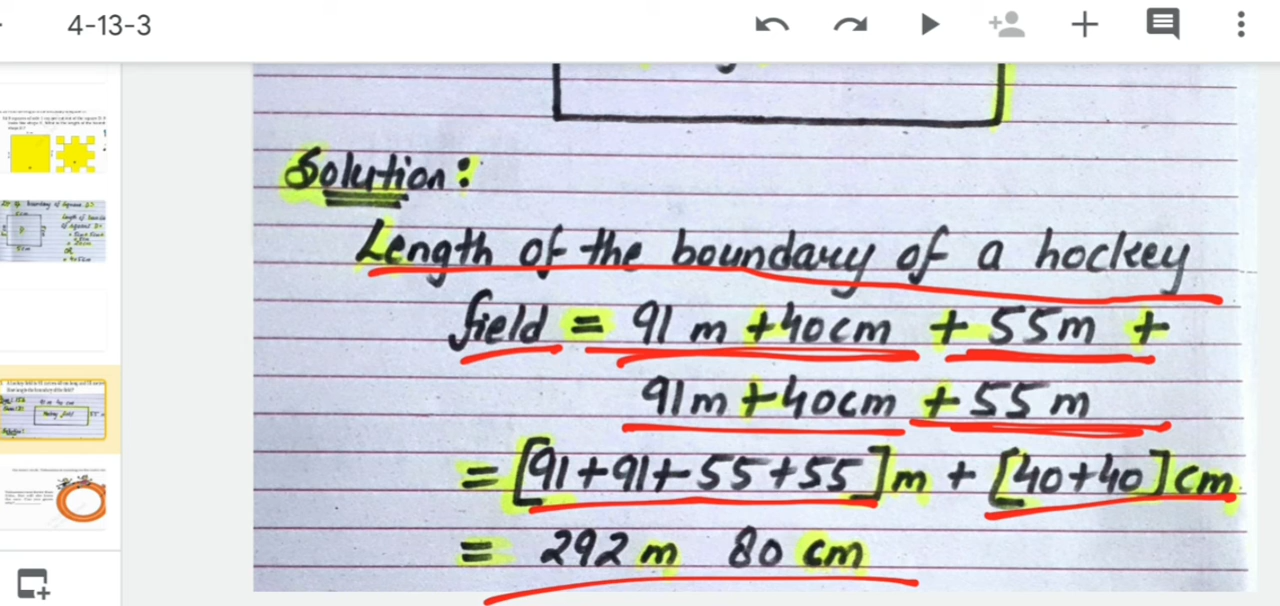 4-13-3
Solution:
Length of the boundary of a hockey
field = 91 m + 40 cm + 55 m +
91 m + 40 cm + 55 m
= [91 + 91 + 55 + 55] m + [40 + 40] cm
= 292 m 80 cm